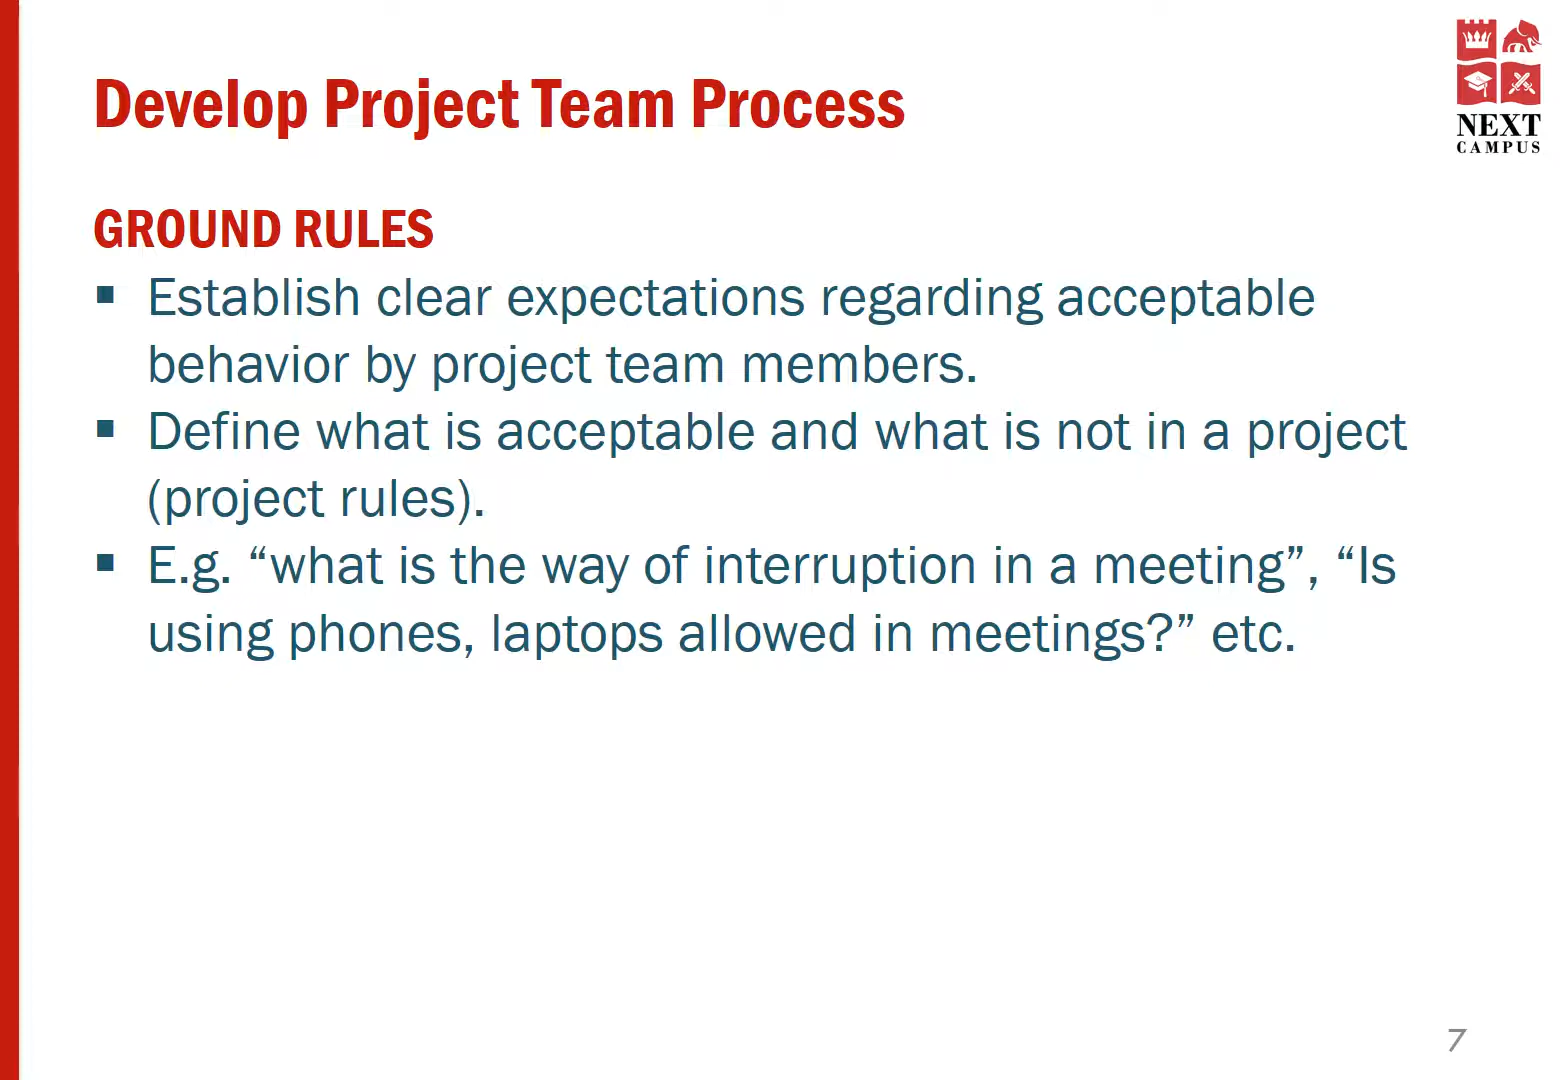 Develop Project Team Process
NEXT
CAMPUS
GROUND RULES
▪ Establish clear expectations regarding acceptable
behavior by project team members.
▪ Define what is acceptable and what is not in a project
(project rules).
▪ E.g. “what is the way of interruption in a meeting”, “Is
using phones, laptops allowed in meetings?” etc.
7